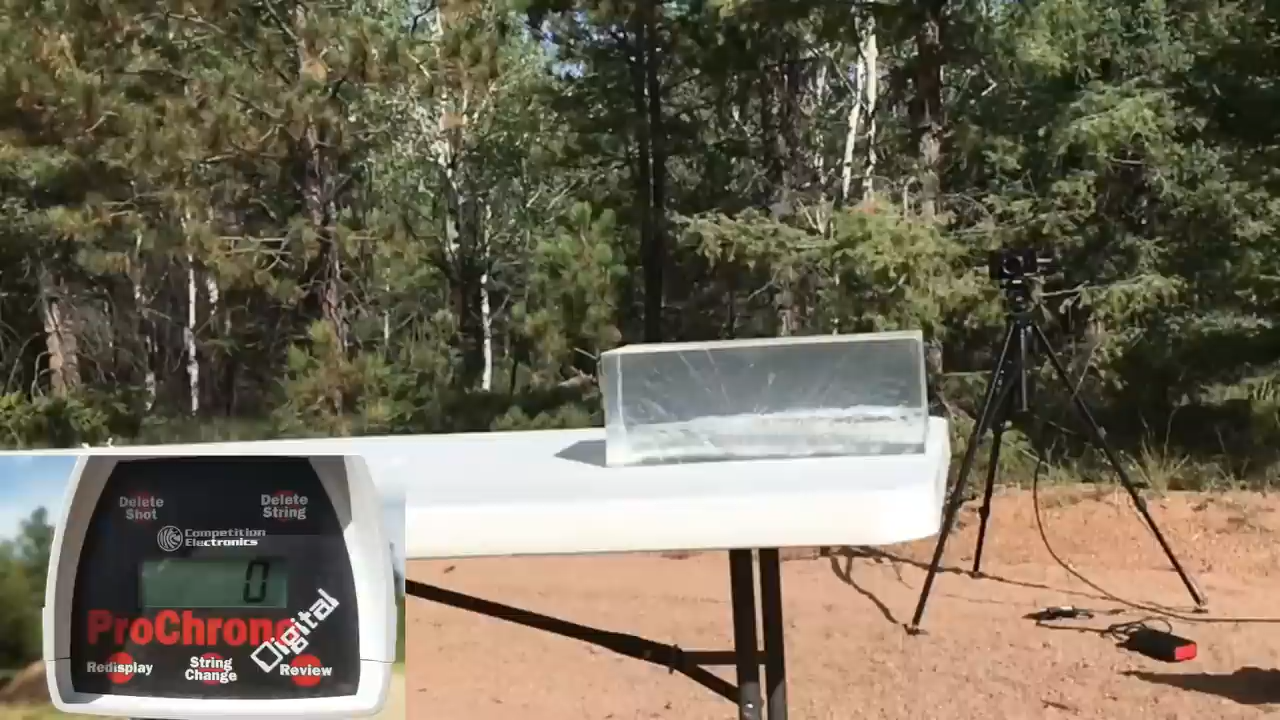 Delete Shot
Delete String
Competition Electronics
0
ProChrono
Digital
Redisplay
String Change
Review